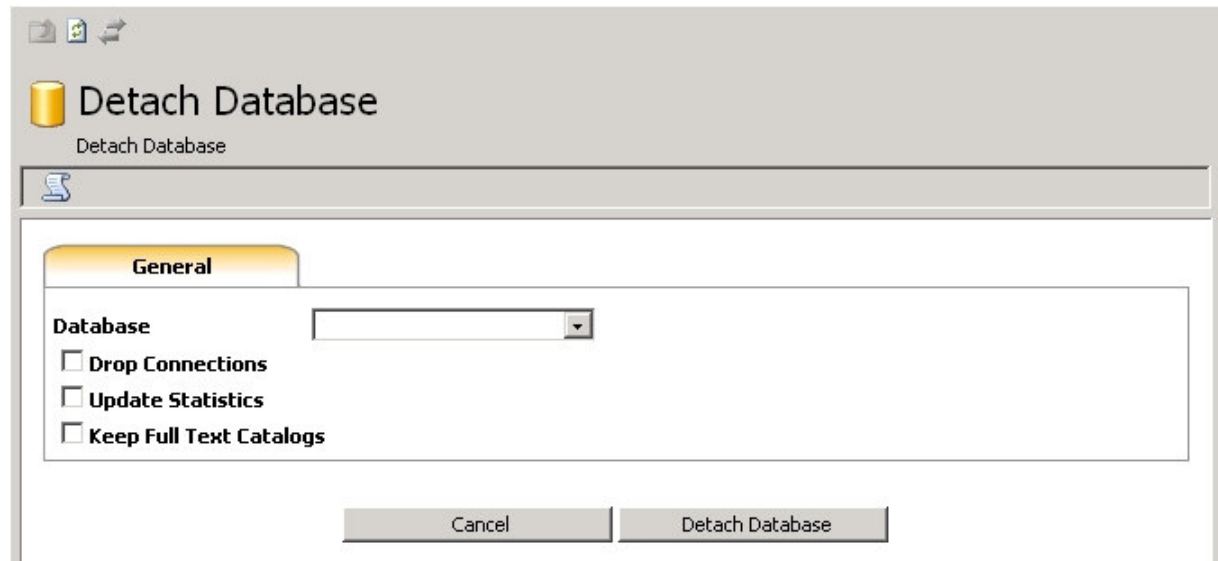 Detach Database
Detach Database
General
Database
Drop Connections
Update Statistics
Keep Full Text Catalogs
Cancel Detach Database